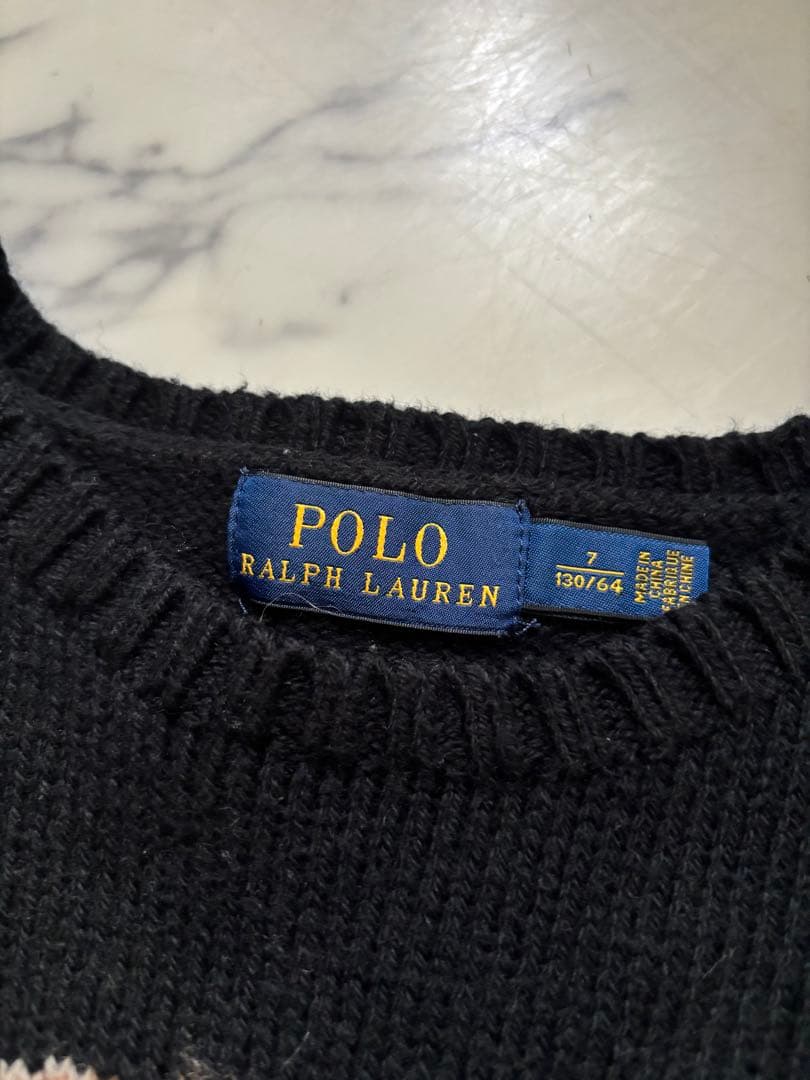 POLO
RALPH LAUREN
7
130/64
MADE IN
CHINA
FABRIQUE
EN CHINE